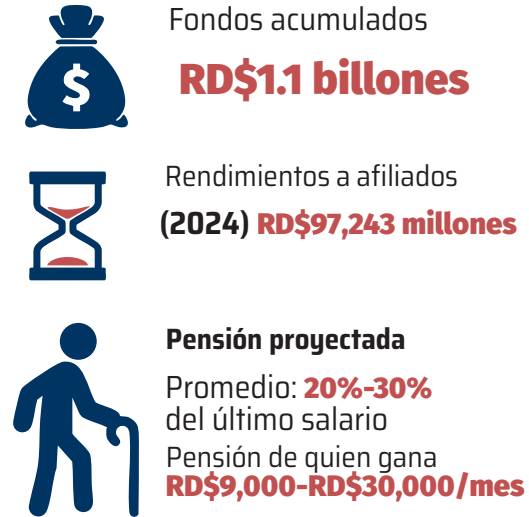 $
Fondos acumulados
RD$1.1 billones
Rendimientos a afiliados
(2024) RD$97,243 millones
Pensión proyectada
Promedio: 20%-30%
del último salario
Pensión de quien gana
RD$9,000-RD$30,000/mes